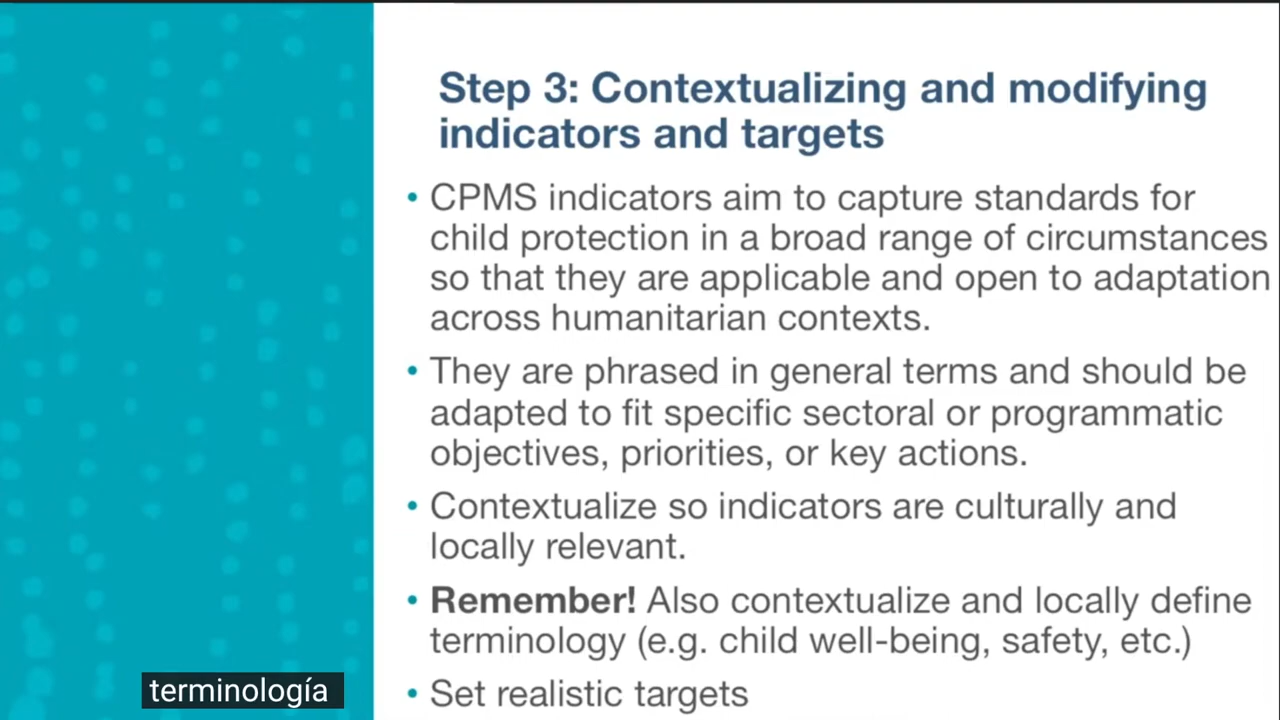 Step 3: Contextualizing and modifying
indicators and targets
• CPMS indicators aim to capture standards for
child protection in a broad range of circumstances
so that they are applicable and open to adaptation
across humanitarian contexts.
• They are phrased in general terms and should be
adapted to fit specific sectoral or programmatic
objectives, priorities, or key actions.
• Contextualize so indicators are culturally and
locally relevant.
• Remember! Also contextualize and locally define
terminology (e.g. child well-being, safety, etc.)
• Set realistic targets
terminología